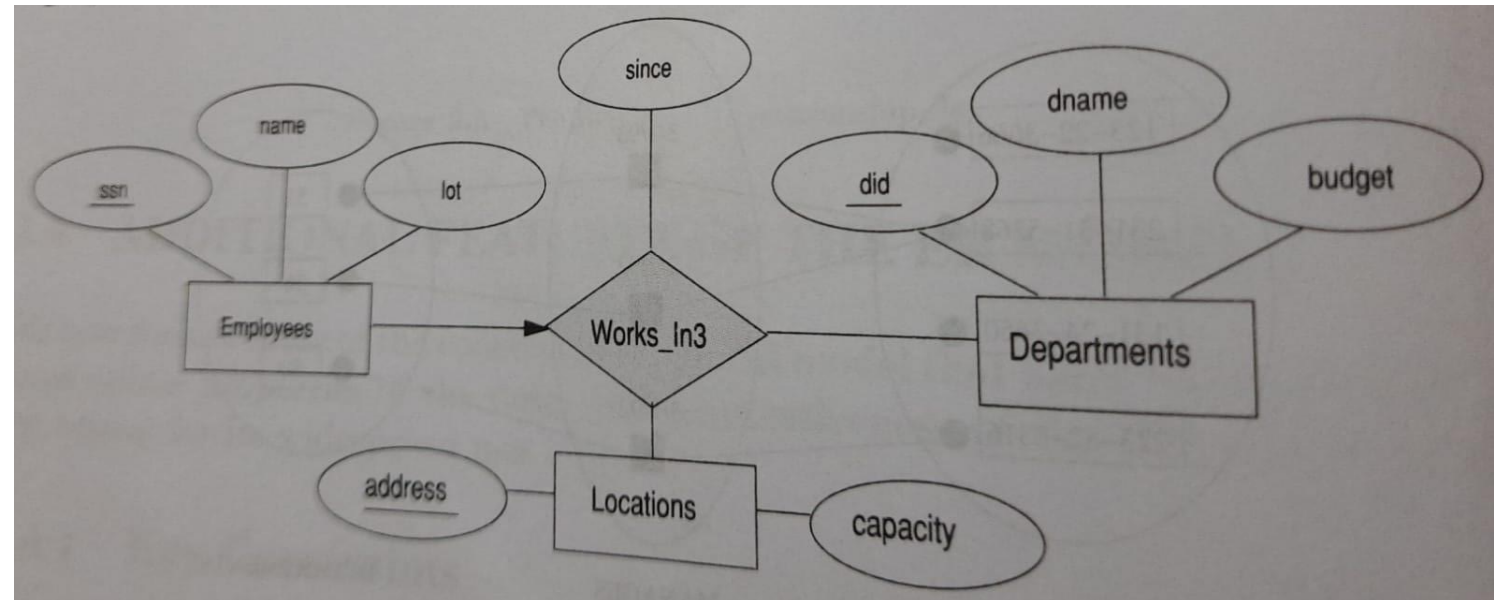 since
dname
name
budget
ssn
lot
did
Employees
Works_In3
Departments
address
Locations
capacity